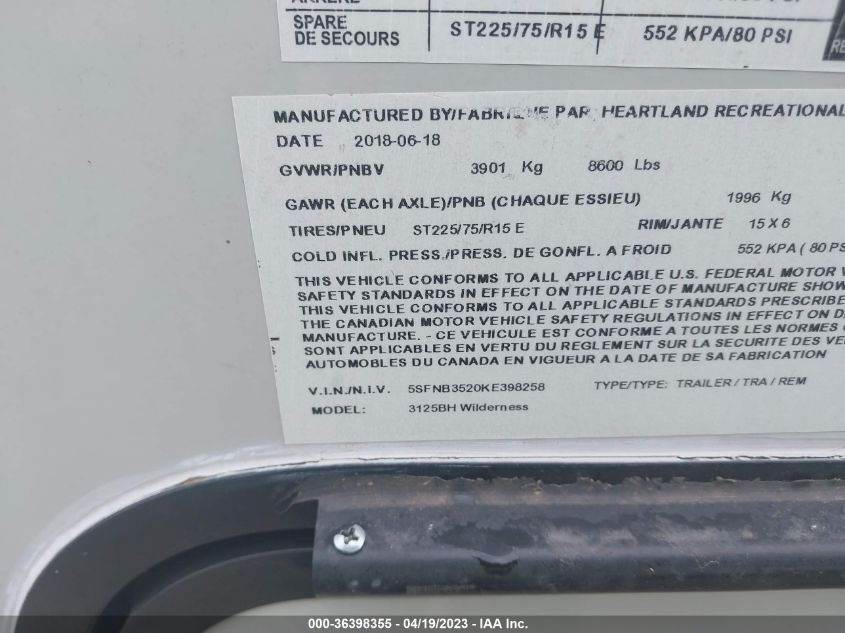 SPARE
DE SECOURS
ST225/75/R15 E
552 KPA/80 PSI
MANUFACTURED BY/FABRIQUE PAR HEARTLAND RECREATIONAL
DATE 2018-06-18
GVWR/PNBV 3901 Kg 8600 Lbs
GAWR (EACH AXLE)/PNB (CHAQUE ESSIEU) 1996 Kg
TIRES/PNEU ST225/75/R15 E RIM/JANTE 15 X 6
COLD INFL. PRESS./PRESS. DE GONFL. A FROID 552 KPA ( 80 PS
THIS VEHICLE CONFORMS TO ALL APPLICABLE U.S. FEDERAL MOTOR V
SAFETY STANDARDS IN EFFECT ON THE DATE OF MANUFACTURE SHOW
THIS VEHICLE CONFORMS TO ALL APPLICABLE STANDARDS PRESCRIBE
THE CANADIAN MOTOR VEHICLE SAFETY REGULATIONS IN EFFECT ON DA
MANUFACTURE. - CE VEHICULE EST CONFORME A TOUTES LES NORMES
SONT APPLICABLES EN VERTU DU REGLEMENT SUR LA SECURITE DES VE
AUTOMOBILES DU CANADA EN VIGUEUR A LA DATE DE SA FABRICATION
V.I.N./N.I.V. 5SFNB3520KE398258 TYPE/TYPE: TRAILER / TRA / REM
MODEL: 3125BH Wilderness
000-36398355 - 04/19/2023 - IAA Inc.